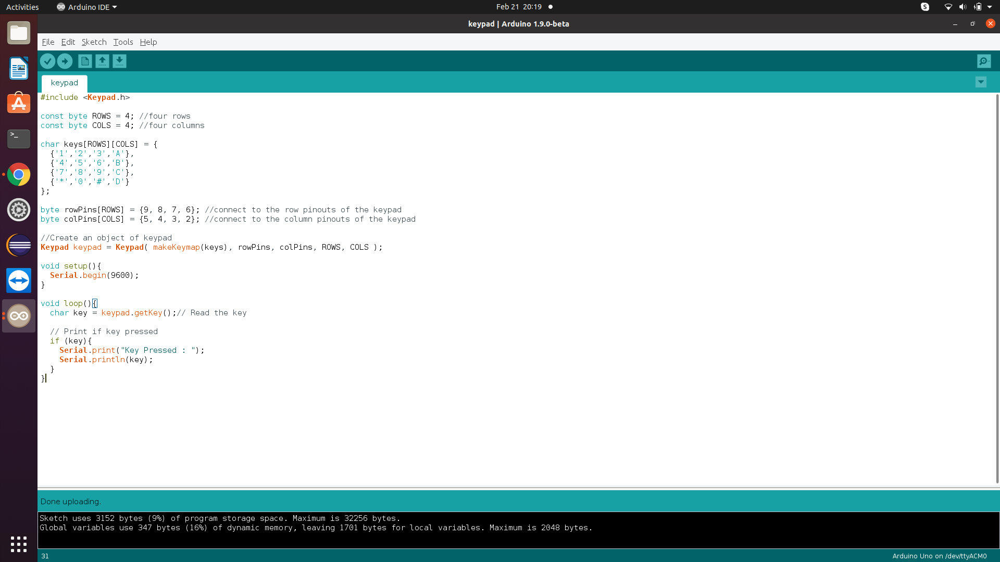 Activities Arduino IDE Feb 21 20:19
keypad | Arduino 1.9.0-beta
File Edit Sketch Tools Help
keypad
#include <Keypad.h>
const byte ROWS = 4; //four rows
const byte COLS = 4; //four columns
char keys[ROWS][COLS] = {
  {'1','2','3','A'},
  {'4','5','6','B'},
  {'7','8','9','C'},
  {'*','0','#','D'}
};
byte rowPins[ROWS] = {9, 8, 7, 6}; //connect to the row pinouts of the keypad
byte colPins[COLS] = {5, 4, 3, 2}; //connect to the column pinouts of the keypad
//Create an object of keypad
Keypad keypad = Keypad( makeKeymap(keys), rowPins, colPins, ROWS, COLS );
void setup(){
  Serial.begin(9600);
}
void loop(){
  char key = keypad.getKey();// Read the key
  // Print if key pressed
  if (key){
    Serial.print("Key Pressed : ");
    Serial.println(key);
  }
}
Done uploading.
Sketch uses 3152 bytes (9%) of program storage space. Maximum is 32256 bytes.
Global variables use 347 bytes (16%) of dynamic memory, leaving 1701 bytes for local variables. Maximum is 2048 bytes.
31 Arduino Uno on /dev/ttyACM0